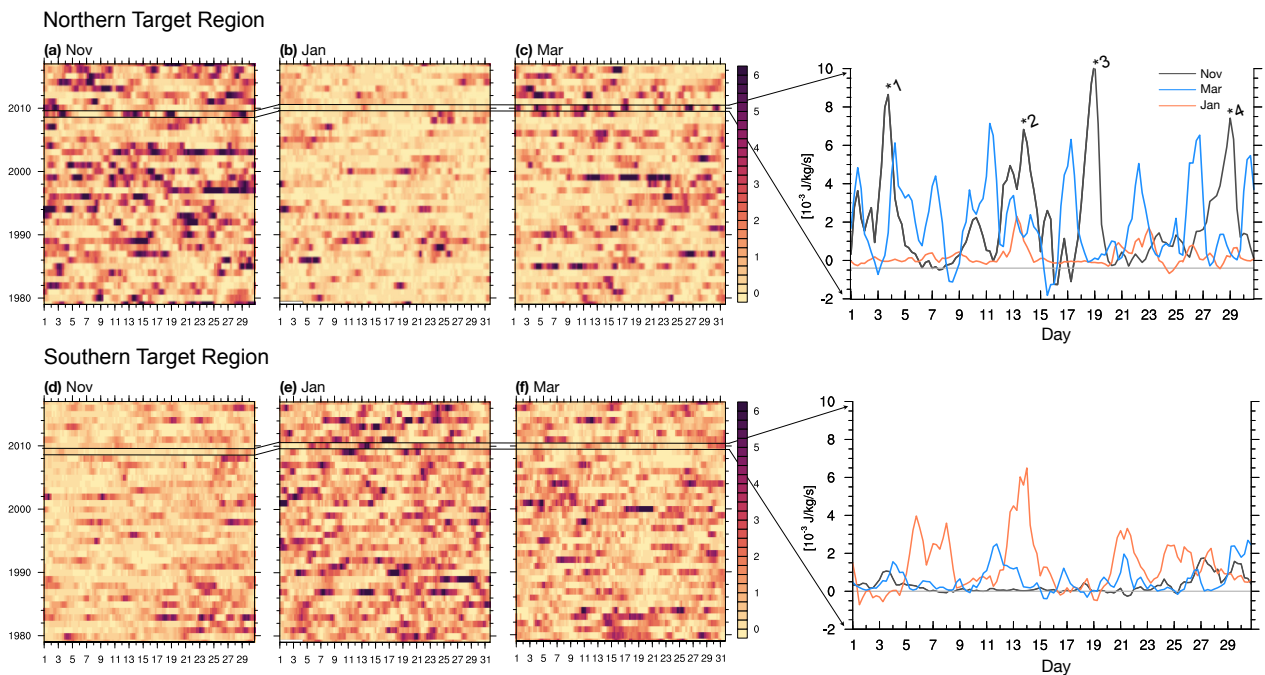 Northern Target Region
(a) Nov
(b) Jan
(c) Mar
2010
2000
1990
1980
1 3 5 7 9 11 13 15 17 19 21 23 25 27 29
1 3 5 7 9 11 13 15 17 19 21 23 25 27 29 31
1 3 5 7 9 11 13 15 17 19 21 23 25 27 29 31
6
5
4
3
2
1
0
[10⁻³ J/kg/s]
10
8
6
4
2
0
-2
*1
*2
*3
*4
Nov
Mar
Jan
1 3 5 7 9 11 13 15 17 19 21 23 25 27 29
Day
Southern Target Region
(d) Nov
(e) Jan
(f) Mar
2010
2000
1990
1980
1 3 5 7 9 11 13 15 17 19 21 23 25 27 29
1 3 5 7 9 11 13 15 17 19 21 23 25 27 29 31
1 3 5 7 9 11 13 15 17 19 21 23 25 27 29 31
6
5
4
3
2
1
0
[10⁻³ J/kg/s]
10
8
6
4
2
0
-2
Nov
Mar
Jan
1 3 5 7 9 11 13 15 17 19 21 23 25 27 29
Day